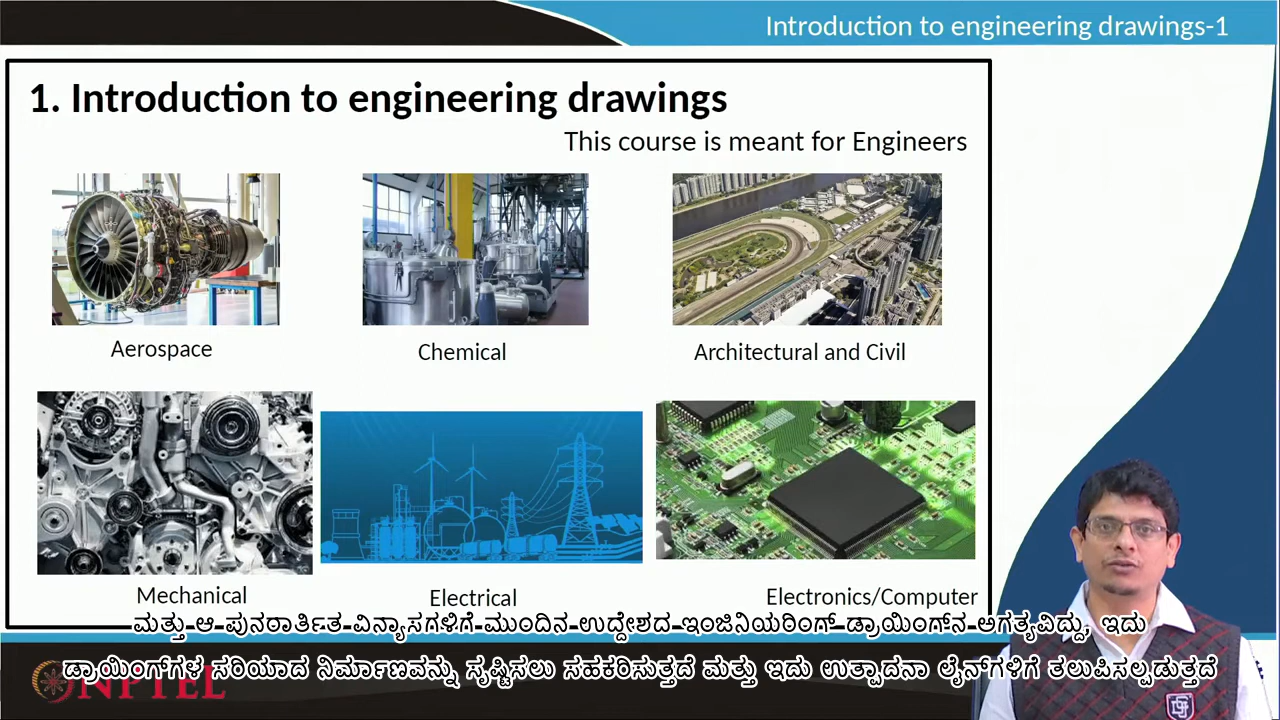 Introduction to engineering drawings-1
1. Introduction to engineering drawings
This course is meant for Engineers
Aerospace
Chemical
Architectural and Civil
Mechanical
Electrical
Electronics/Computer
ಮತ್ತು ಆ ಪುನರಾರ್ತಿತ ವಿನ್ಯಾಸಗಳಿಗೆ ಮುಂದಿನ ಉದ್ದೇಶದ ಇಂಜಿನಿಯರಿಂಗ್ ಡ್ರಾಯಿಂಗ್‌ನ ಅಗತ್ಯವಿದ್ದು, ಇದು
ಡ್ರಾಯಿಂಗ್‌ಗಳ ಸರಿಯಾದ ನಿರ್ಮಾಣವನ್ನು ಸೃಷ್ಟಿಸಲು ಸಹಕರಿಸುತ್ತದೆ ಮತ್ತು ಇದು ಉತ್ಪಾದನಾ ಲೈನ್‌ಗಳಿಗೆ ತಲುಪಿಸಲ್ಪಡುತ್ತದೆ
NPTEL